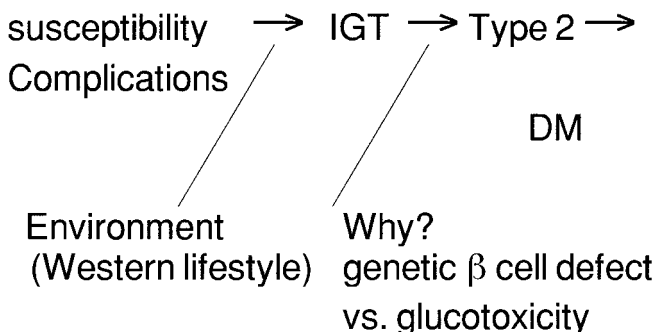 susceptibility → IGT → Type 2 →
Complications
DM
Environment
(Western lifestyle)
Why?
genetic β cell defect
vs. glucotoxicity